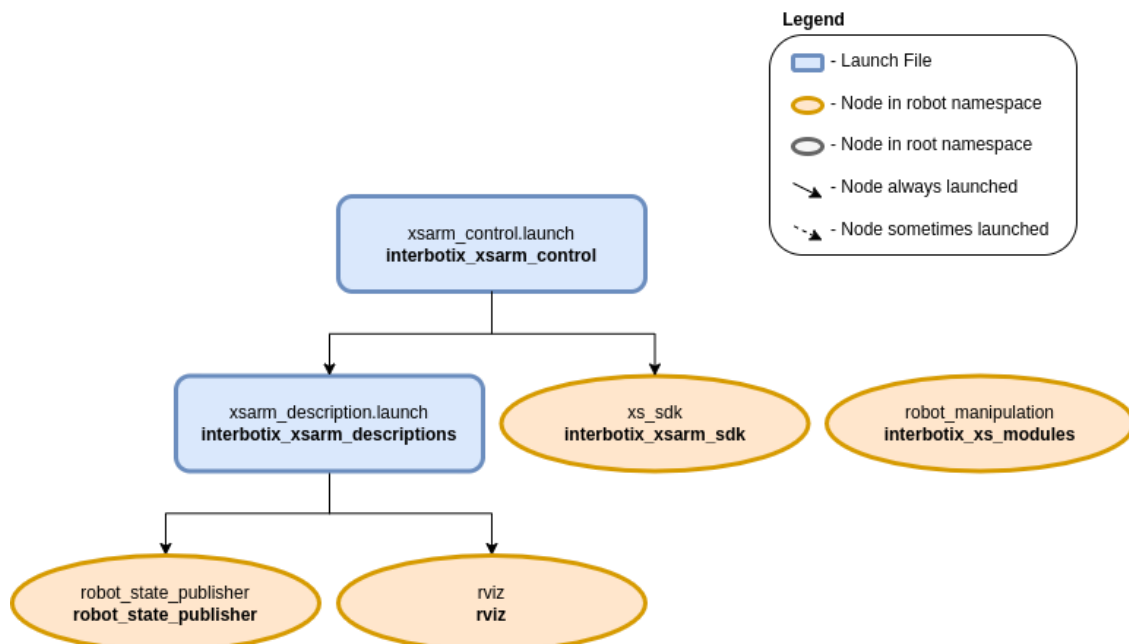 Legend
- Launch File
- Node in robot namespace
- Node in root namespace
- Node always launched
- Node sometimes launched
xsarm_control.launch
interbotix_xsarm_control
xsarm_description.launch
interbotix_xsarm_descriptions
xs_sdk
interbotix_xsarm_sdk
robot_manipulation
interbotix_xs_modules
robot_state_publisher
robot_state_publisher
rviz
rviz